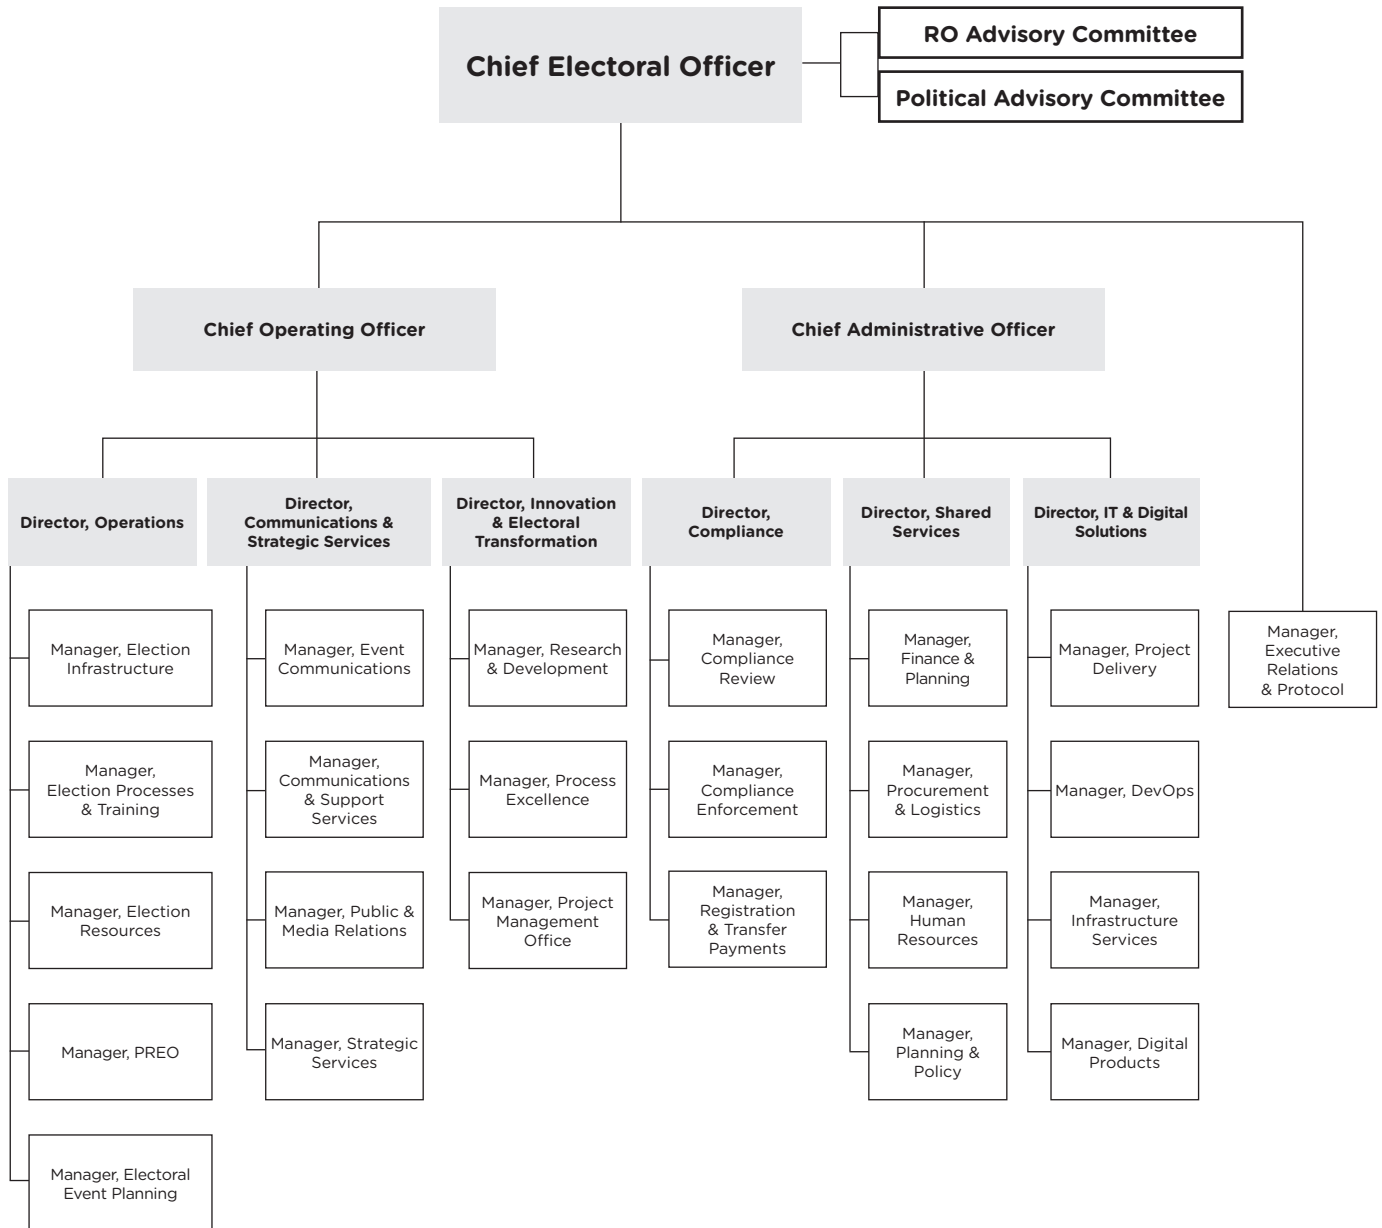 Chief Electoral Officer
RO Advisory Committee
Political Advisory Committee
Chief Operating Officer
Chief Administrative Officer
Director, Operations
Director,
Communications &
Strategic Services
Director, Innovation
& Electoral
Transformation
Director,
Compliance
Director, Shared
Services
Director, IT & Digital
Solutions
Manager, Election
Infrastructure
Manager,
Election Processes
& Training
Manager, Election
Resources
Manager, PREO
Manager, Electoral
Event Planning
Manager, Event
Communications
Manager,
Communications
& Support
Services
Manager, Public &
Media Relations
Manager, Strategic
Services
Manager, Research
& Development
Manager, Process
Excellence
Manager, Project
Management
Office
Manager,
Compliance
Review
Manager,
Compliance
Enforcement
Manager,
Registration
& Transfer
Payments
Manager,
Finance &
Planning
Manager,
Procurement
& Logistics
Manager,
Human
Resources
Manager,
Planning &
Policy
Manager, Project
Delivery
Manager, DevOps
Manager,
Infrastructure
Services
Manager, Digital
Products
Manager,
Executive
Relations
& Protocol